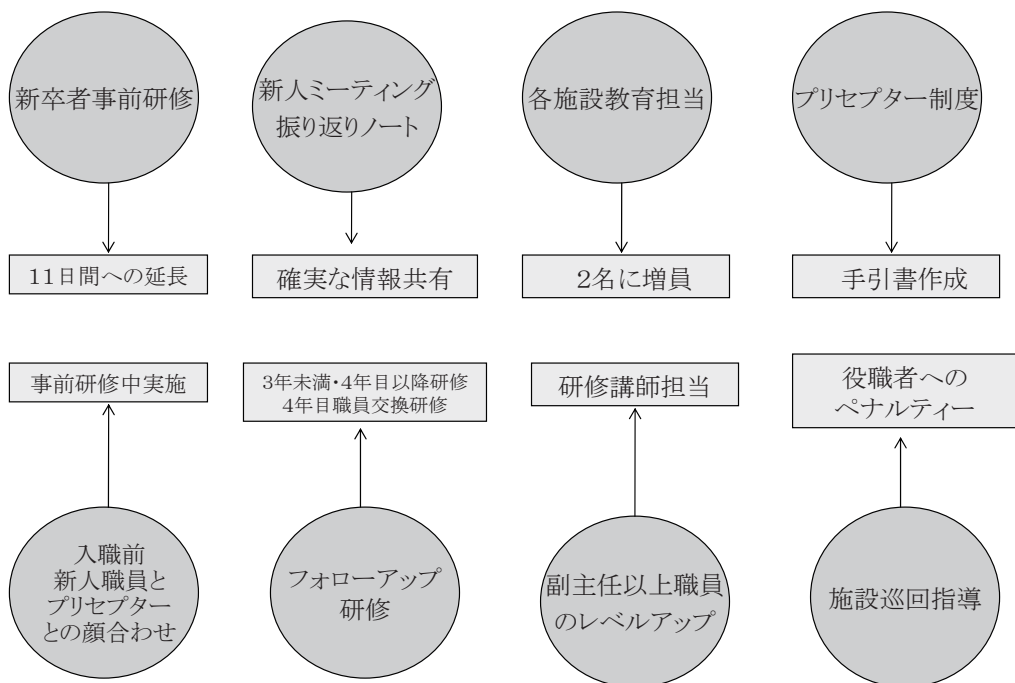 新卒者事前研修
新人ミーティング
振り返りノート
各施設教育担当
プリセプター制度
11日間への延長
確実な情報共有
2名に増員
手引書作成
事前研修中実施
3年未満・4年目以降研修
4年目職員交換研修
研修講師担当
役職者への
ペナルティー
入職前
新人職員と
プリセプター
との顔合わせ
フォローアップ
研修
副主任以上職員
のレベルアップ
施設巡回指導